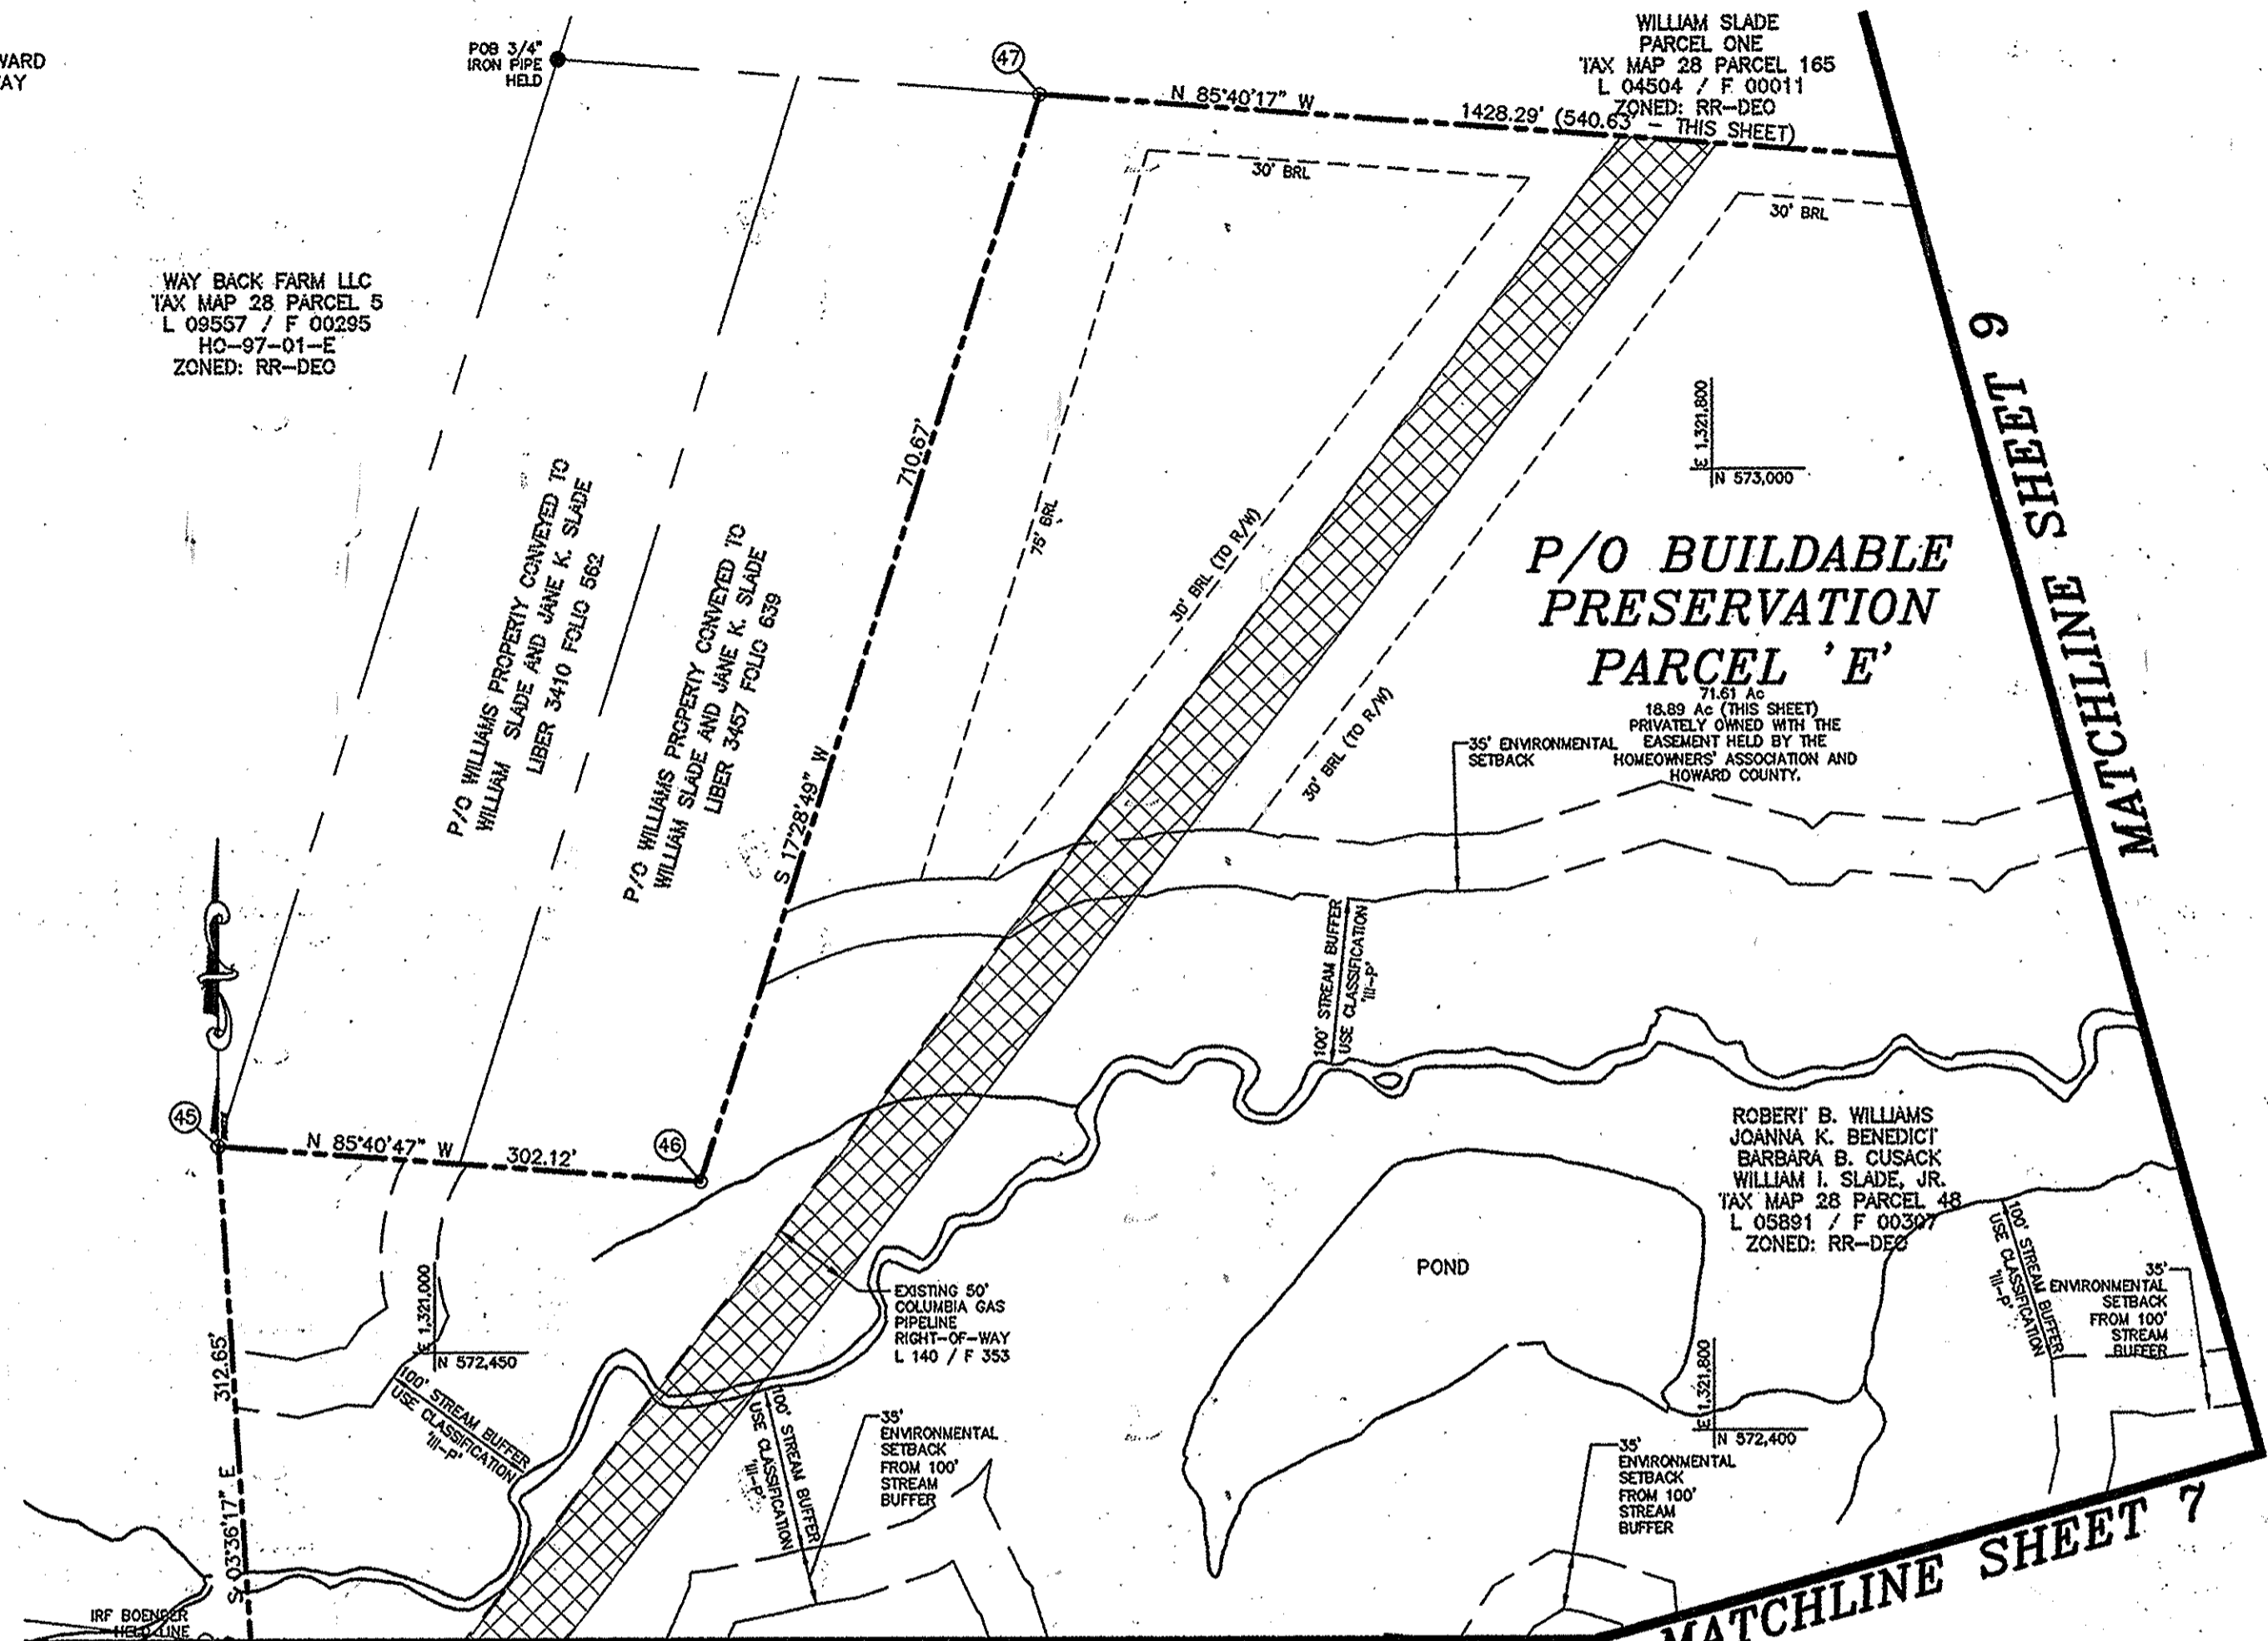 WARD
AY
POB 3/4"
IRON PIPE
HELD
47
N 85°40'17" W
1428.29' (540.63' - THIS SHEET)
WILLIAM SLADE
PARCEL ONE
TAX MAP 28 PARCEL 165
L 04504 / F 00011
ZONED: RR-DEO
30' BRL
30' BRL
WAY BACK FARM LLC
TAX MAP 28 PARCEL 5
L 09557 / F 00295
HO-97-01-E
ZONED: RR-DEO
P/O WILLIAMS PROPERTY CONVEYED TO
WILLIAM SLADE AND JANE K. SLADE
LIBER 3410 FOLIO 562
P/O WILLIAMS PROPERTY CONVEYED TO
WILLIAM SLADE AND JANE K. SLADE
LIBER 3457 FOLIO 639
710.67'
S 17°28'49" W
75' BRL
30' BRL (TO R/W)
30' BRL (TO R/W)
E 1,321,800
N 573,000
MATCHLINE SHEET 9
P/O BUILDABLE
PRESERVATION
PARCEL 'E'
71.61 Ac
18.89 Ac (THIS SHEET)
PRIVATELY OWNED WITH THE
EASEMENT HELD BY THE
HOMEOWNERS' ASSOCIATION AND
HOWARD COUNTY.
35' ENVIRONMENTAL
SETBACK
100' STREAM BUFFER
USE CLASSIFICATION
'III-P'
45
N 85°40'47" W
302.12'
46
ROBERT B. WILLIAMS
JOANNA K. BENEDICT
BARBARA B. CUSACK
WILLIAM I. SLADE, JR.
TAX MAP 28 PARCEL 48
L 05891 / F 00307
ZONED: RR-DEO
POND
EXISTING 50'
COLUMBIA GAS
PIPELINE
RIGHT-OF-WAY
L 140 / F 353
E 1,321,000
N 572,450
312.65'
S 03°36'17" E
100' STREAM BUFFER
USE CLASSIFICATION
'III-P'
100' STREAM BUFFER
USE CLASSIFICATION
'III-P'
35'
ENVIRONMENTAL
SETBACK
FROM 100'
STREAM
BUFFER
E 1,321,800
N 572,400
35'
ENVIRONMENTAL
SETBACK
FROM 100'
STREAM
BUFFER
100' STREAM BUFFER
USE CLASSIFICATION
'III-P'
35'
ENVIRONMENTAL
SETBACK
FROM 100'
STREAM
BUFFER
IRF BOENDER
HELD LINE
MATCHLINE SHEET 7